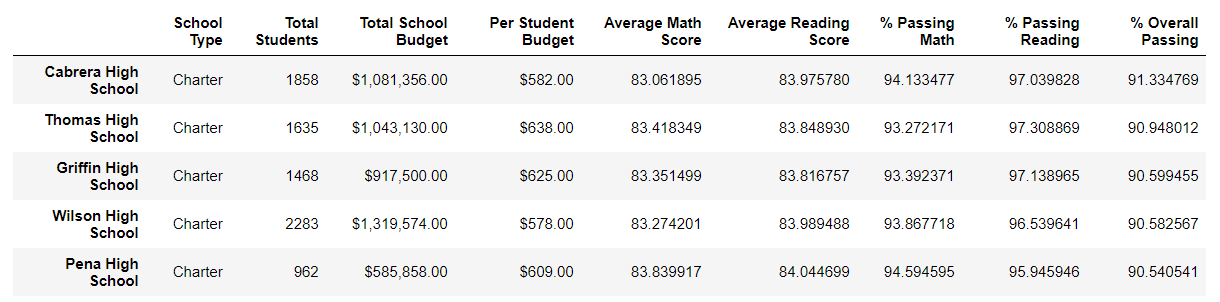 School Type Total Students Total School Budget Per Student Budget Average Math Score Average Reading Score % Passing Math % Passing Reading % Overall Passing
Cabrera High School Charter 1858 $1,081,356.00 $582.00 83.061895 83.975780 94.133477 97.039828 91.334769
Thomas High School Charter 1635 $1,043,130.00 $638.00 83.418349 83.848930 93.272171 97.308869 90.948012
Griffin High School Charter 1468 $917,500.00 $625.00 83.351499 83.816757 93.392371 97.138965 90.599455
Wilson High School Charter 2283 $1,319,574.00 $578.00 83.274201 83.989488 93.867718 96.539641 90.582567
Pena High School Charter 962 $585,858.00 $609.00 83.839917 84.044699 94.594595 95.945946 90.540541